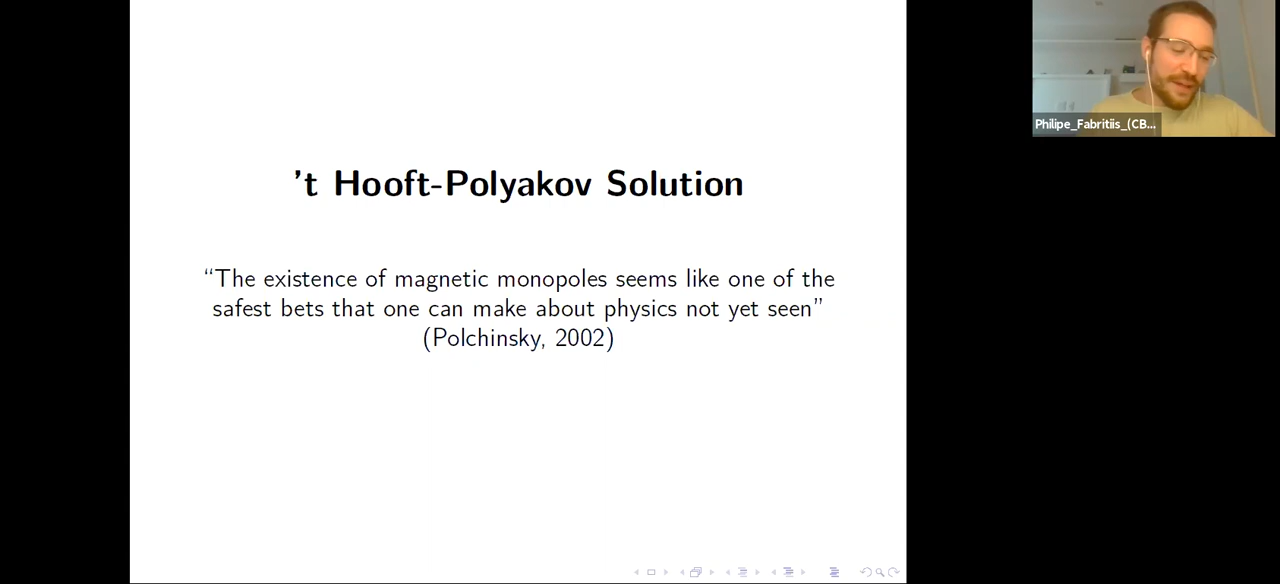 't Hooft-Polyakov Solution
“The existence of magnetic monopoles seems like one of the
safest bets that one can make about physics not yet seen”
(Polchinsky, 2002)
Philipe_Fabritiis_(CB...